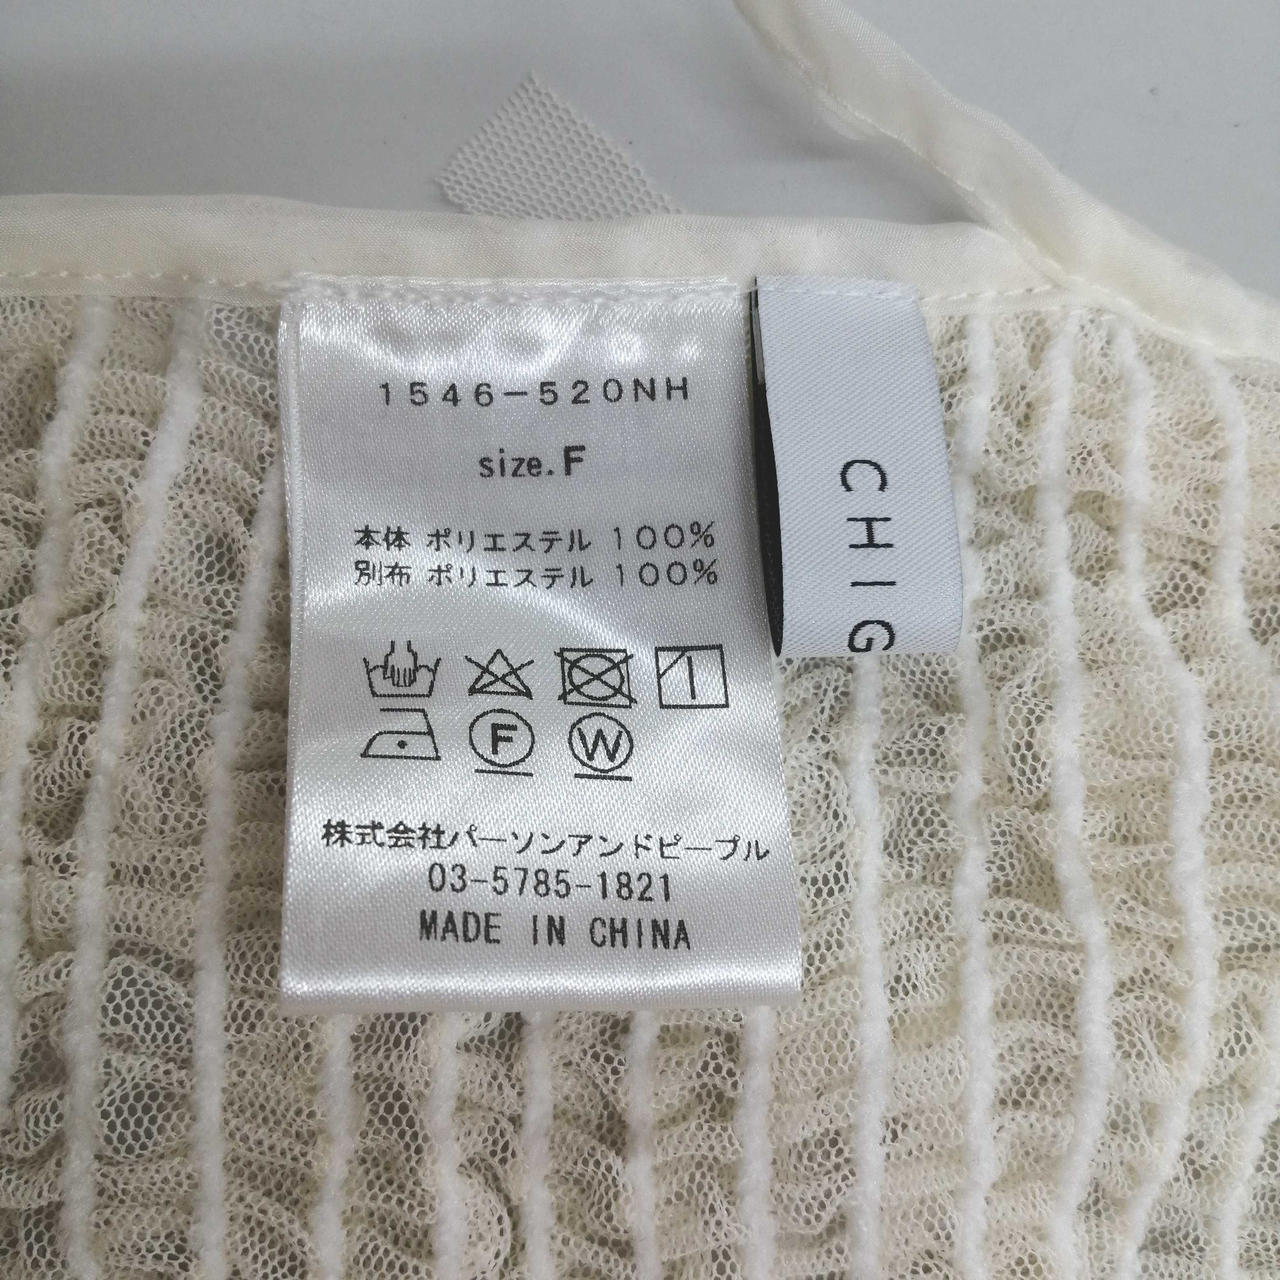 1546-520NH
size.F
本体 ポリエステル 100%
別布 ポリエステル 100%
F W
株式会社パーソンアンドピープル
03-5785-1821
MADE IN CHINA
CHIG